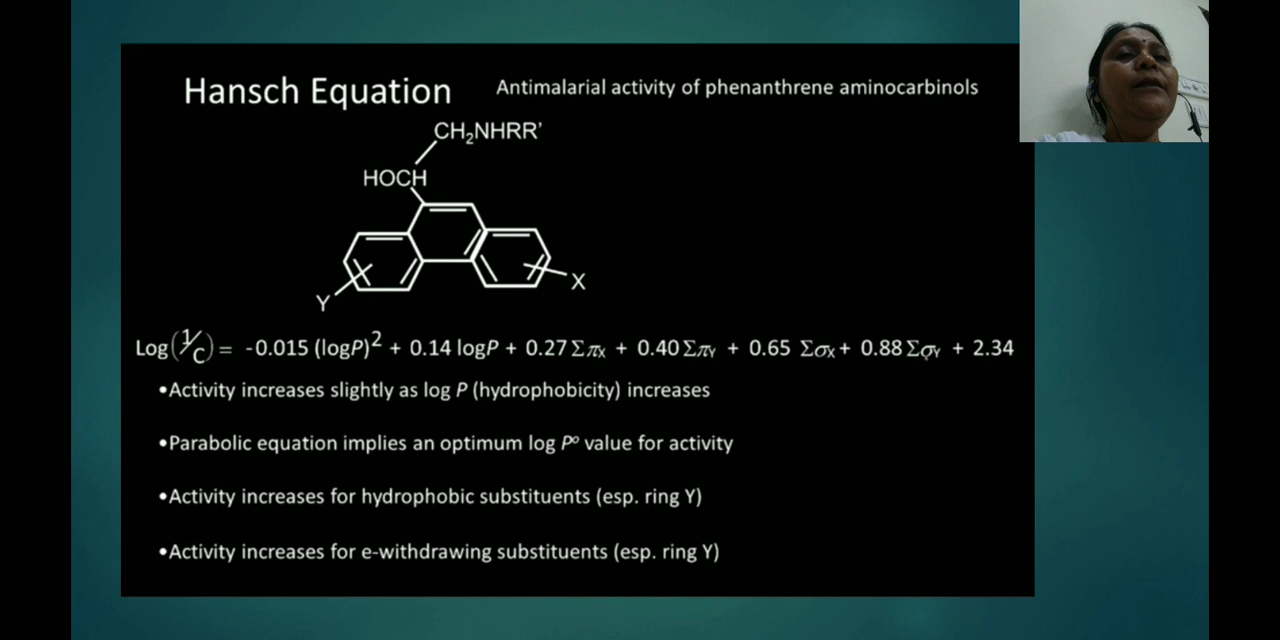 Hansch Equation
Antimalarial activity of phenanthrene aminocarbinols
CH₂NHRR'
HOCH
X
Y
Log(1/C) = -0.015 (logP)² + 0.14 logP + 0.27 ΣπX + 0.40 ΣπY + 0.65 ΣσX + 0.88 ΣσY + 2.34
•Activity increases slightly as log P (hydrophobicity) increases
•Parabolic equation implies an optimum log Pᵒ value for activity
•Activity increases for hydrophobic substituents (esp. ring Y)
•Activity increases for e-withdrawing substituents (esp. ring Y)